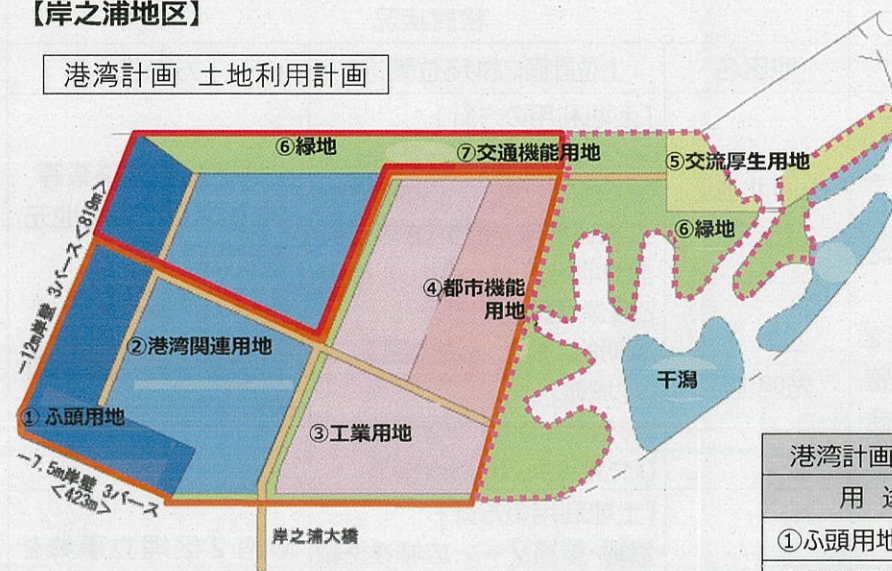 【岸之浦地区】
港湾計画 土地利用計画
⑥緑地
⑦交通機能用地
⑤交流厚生用地
⑥緑地
-12m岸壁 3バース<819m>
④都市機能
用地
②港湾関連用地
干潟
①ふ頭用地
③工業用地
-7.5m岸壁 3バース
<423m>
岸之浦大橋
港湾計画
用 途
①ふ頭用地